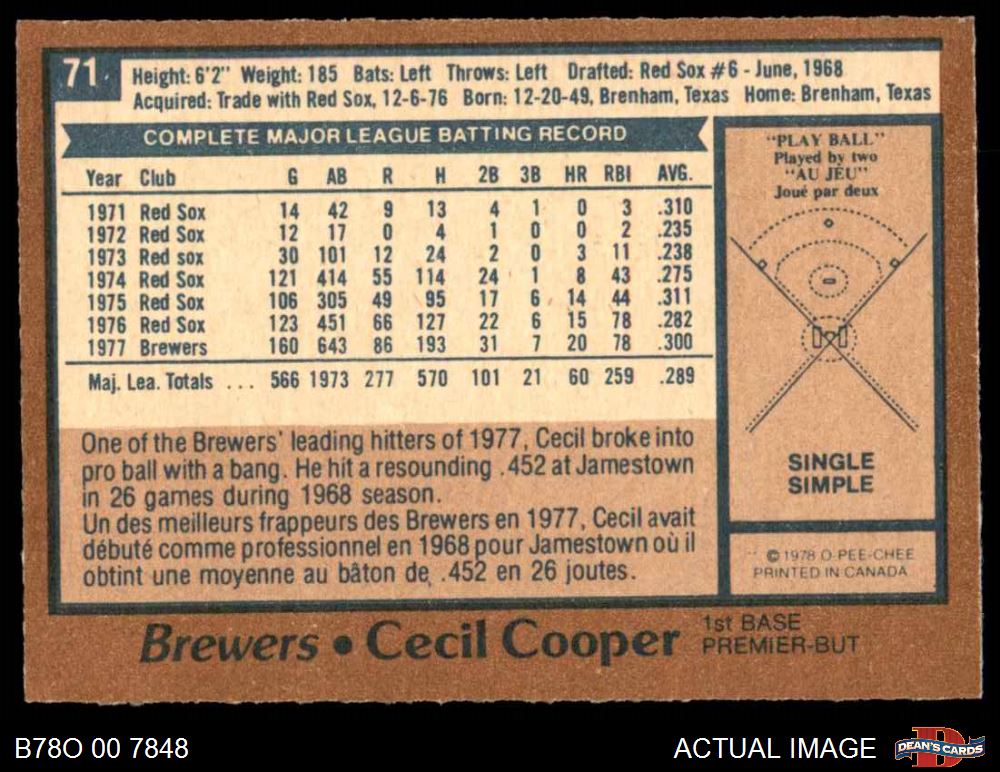 71 Height: 6'2" Weight: 185 Bats: Left Throws: Left Drafted: Red Sox #6 - June, 1968
Acquired: Trade with Red Sox, 12-6-76 Born: 12-20-49, Brenham, Texas Home: Brenham, Texas
COMPLETE MAJOR LEAGUE BATTING RECORD
Year Club G AB R H 2B 3B HR RBI AVG.
1971 Red Sox 14 42 9 13 4 1 0 3 .310
1972 Red Sox 12 17 0 4 1 0 0 2 .235
1973 Red sox 30 101 12 24 2 0 3 11 .238
1974 Red Sox 121 414 55 114 24 1 8 43 .275
1975 Red Sox 106 305 49 95 17 6 14 44 .311
1976 Red Sox 123 451 66 127 22 6 15 78 .282
1977 Brewers 160 643 86 193 31 7 20 78 .300
Maj. Lea. Totals ... 566 1973 277 570 101 21 60 259 .289
One of the Brewers' leading hitters of 1977, Cecil broke into
pro ball with a bang. He hit a resounding .452 at Jamestown
in 26 games during 1968 season.
Un des meilleurs frappeurs des Brewers en 1977, Cecil avait
débuté comme professionnel en 1968 pour Jamestown où il
obtint une moyenne au bâton de .452 en 26 joutes.
"PLAY BALL"
Played by two
"AU JEU"
Joué par deux
SINGLE
SIMPLE
© 1978 O-PEE-CHEE
PRINTED IN CANADA
Brewers • Cecil Cooper
1st BASE
PREMIER-BUT
B78O 00 7848
ACTUAL IMAGE
D
DEAN'S CARDS